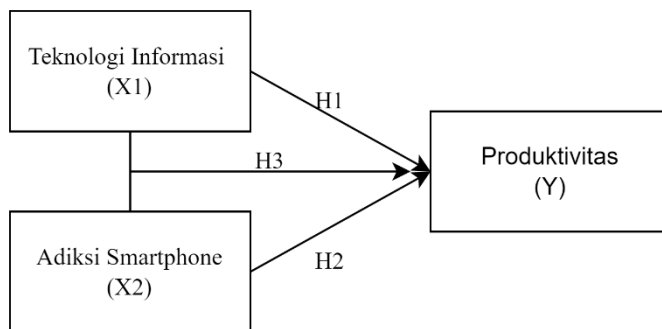 Teknologi Informasi
(X1)
H1
Produktivitas
(Y)
H3
Adiksi Smartphone
(X2)
H2